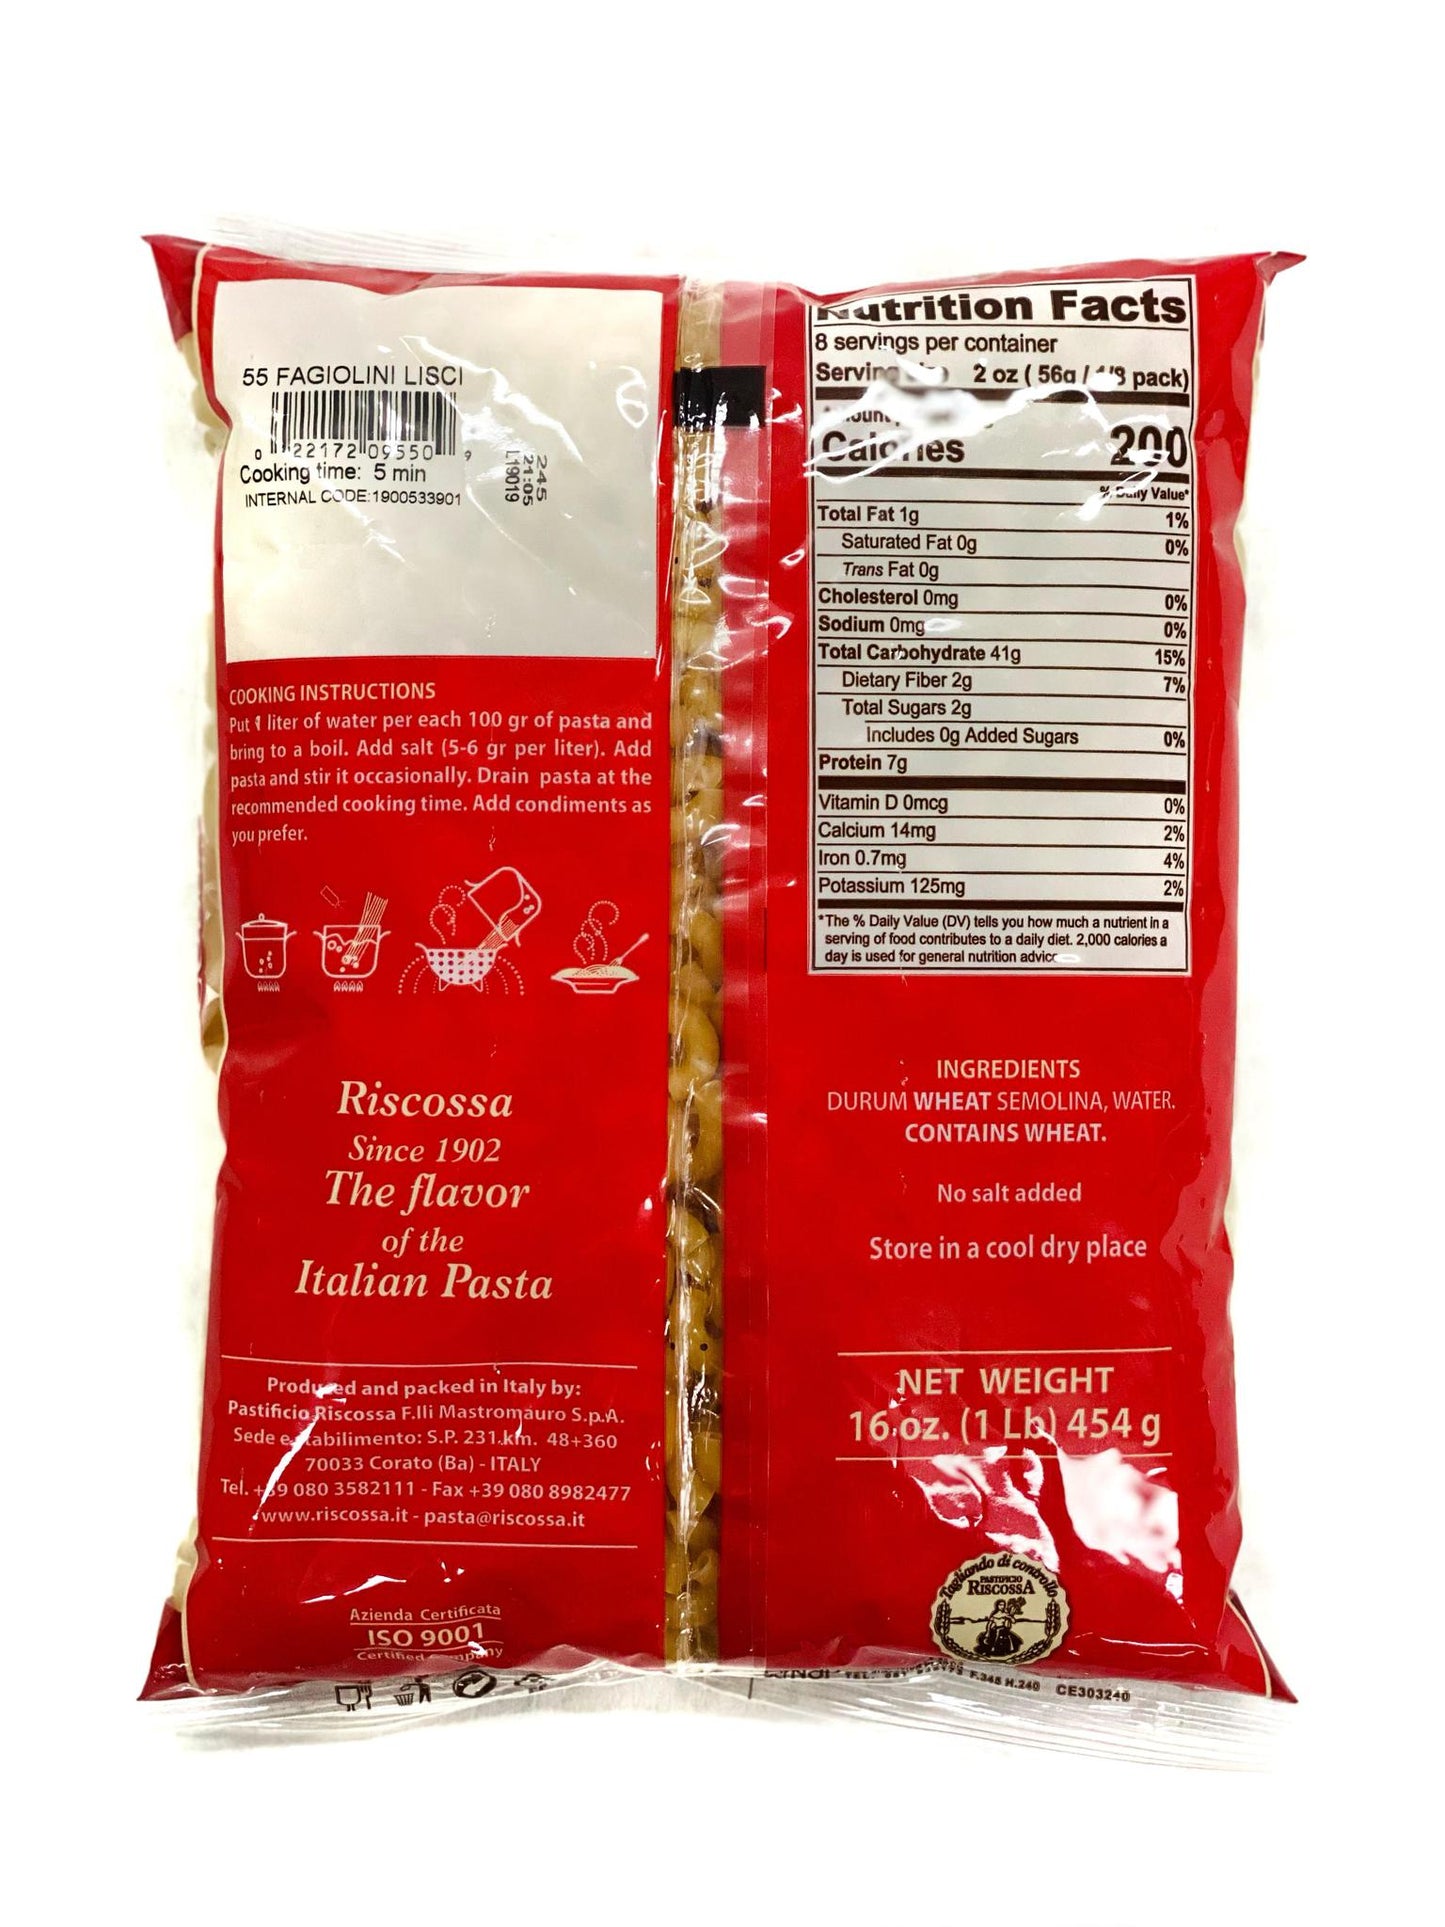 55 FAGIOLINI LISCI
0 22172 09550 9
Cooking time: 5 min
INTERNAL CODE:1900533901
245
21:05
L19019
COOKING INSTRUCTIONS
Put 1 liter of water per each 100 gr of pasta and
bring to a boil. Add salt (5-6 gr per liter). Add
pasta and stir it occasionally. Drain pasta at the
recommended cooking time. Add condiments as
you prefer.
Riscossa
Since 1902
The flavor
of the
Italian Pasta
Produced and packed in Italy by:
Pastificio Riscossa F.lli Mastromauro S.p.A.
Sede e stabilimento: S.P. 231 km. 48+360
70033 Corato (Ba) - ITALY
Tel. +39 080 3582111 - Fax +39 080 8982477
www.riscossa.it - pasta@riscossa.it
Azienda Certificata
ISO 9001
Certified Company
Nutrition Facts
8 servings per container
Serving size 2 oz ( 56g / 1/8 pack)
Amount
Calories 200
% Daily Value*
Total Fat 1g 1%
Saturated Fat 0g 0%
Trans Fat 0g
Cholesterol 0mg 0%
Sodium 0mg 0%
Total Carbohydrate 41g 15%
Dietary Fiber 2g 7%
Total Sugars 2g
Includes 0g Added Sugars 0%
Protein 7g
Vitamin D 0mcg 0%
Calcium 14mg 2%
Iron 0.7mg 4%
Potassium 125mg 2%
*The % Daily Value (DV) tells you how much a nutrient in a
serving of food contributes to a daily diet. 2,000 calories a
day is used for general nutrition advice
INGREDIENTS
DURUM WHEAT SEMOLINA, WATER.
CONTAINS WHEAT.
No salt added
Store in a cool dry place
NET WEIGHT
16 oz. (1 Lb) 454 g
Tagliando di controllo
PASTIFICIO
RISCOSSA
F.345 H.240 CE303240